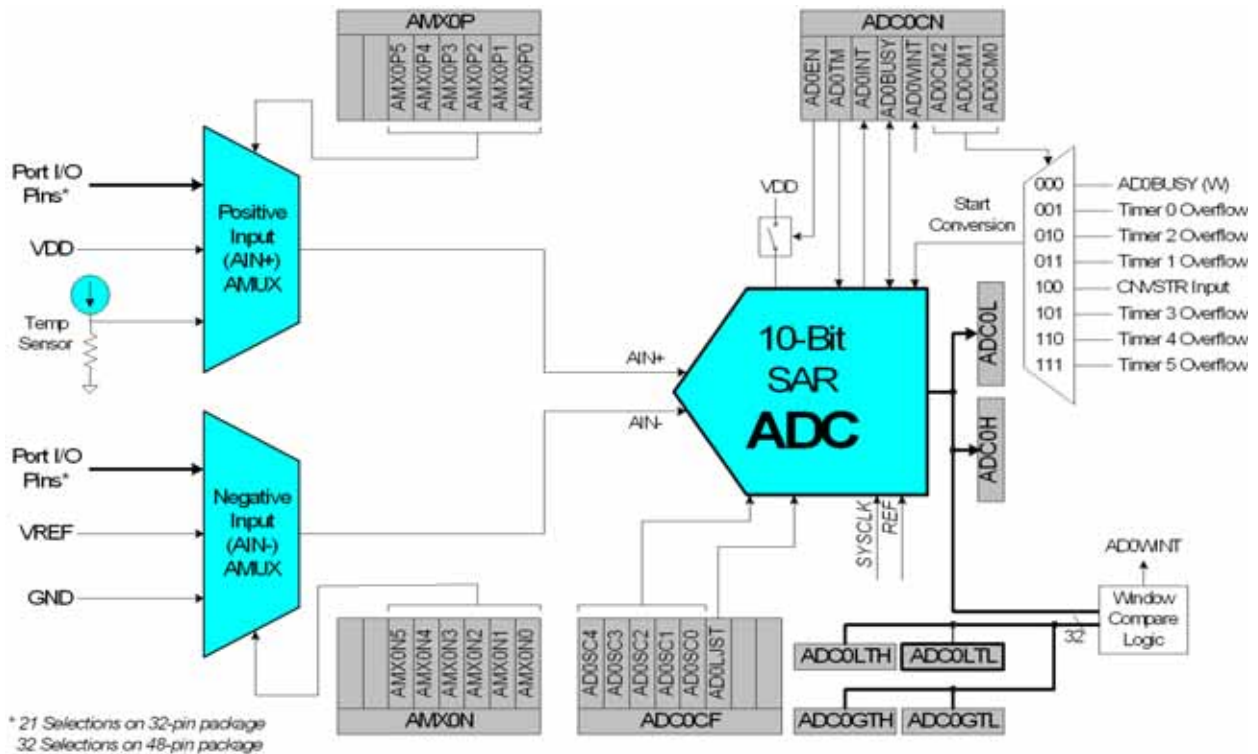 AMX0P
AMX0P5
AMX0P4
AMX0P3
AMX0P2
AMX0P1
AMX0P0
ADC0CN
AD0EN
AD0TM
AD0INT
AD0BUSY
AD0WINT
AD0CM2
AD0CM1
AD0CM0
Port I/O
Pins*
VDD
Temp
Sensor
Positive
Input
(AIN+)
AMUX
VDD
Start
Conversion
000 AD0BUSY (W)
001 Timer 0 Overflow
010 Timer 2 Overflow
011 Timer 1 Overflow
100 CNVSTR Input
101 Timer 3 Overflow
110 Timer 4 Overflow
111 Timer 5 Overflow
AIN+
AIN-
10-Bit
SAR
ADC
ADC0L
ADC0H
Port I/O
Pins*
VREF
GND
Negative
Input
(AIN-)
AMUX
SYSCLK
REF
AD0WINT
Window
Compare
Logic
32
ADC0LTH
ADC0LTL
ADC0GTH
ADC0GTL
AMX0N5
AMX0N4
AMX0N3
AMX0N2
AMX0N1
AMX0N0
AMX0N
AD0SC4
AD0SC3
AD0SC2
AD0SC1
AD0SC0
AD0LJST
ADC0CF
* 21 Selections on 32-pin package
32 Selections on 48-pin package